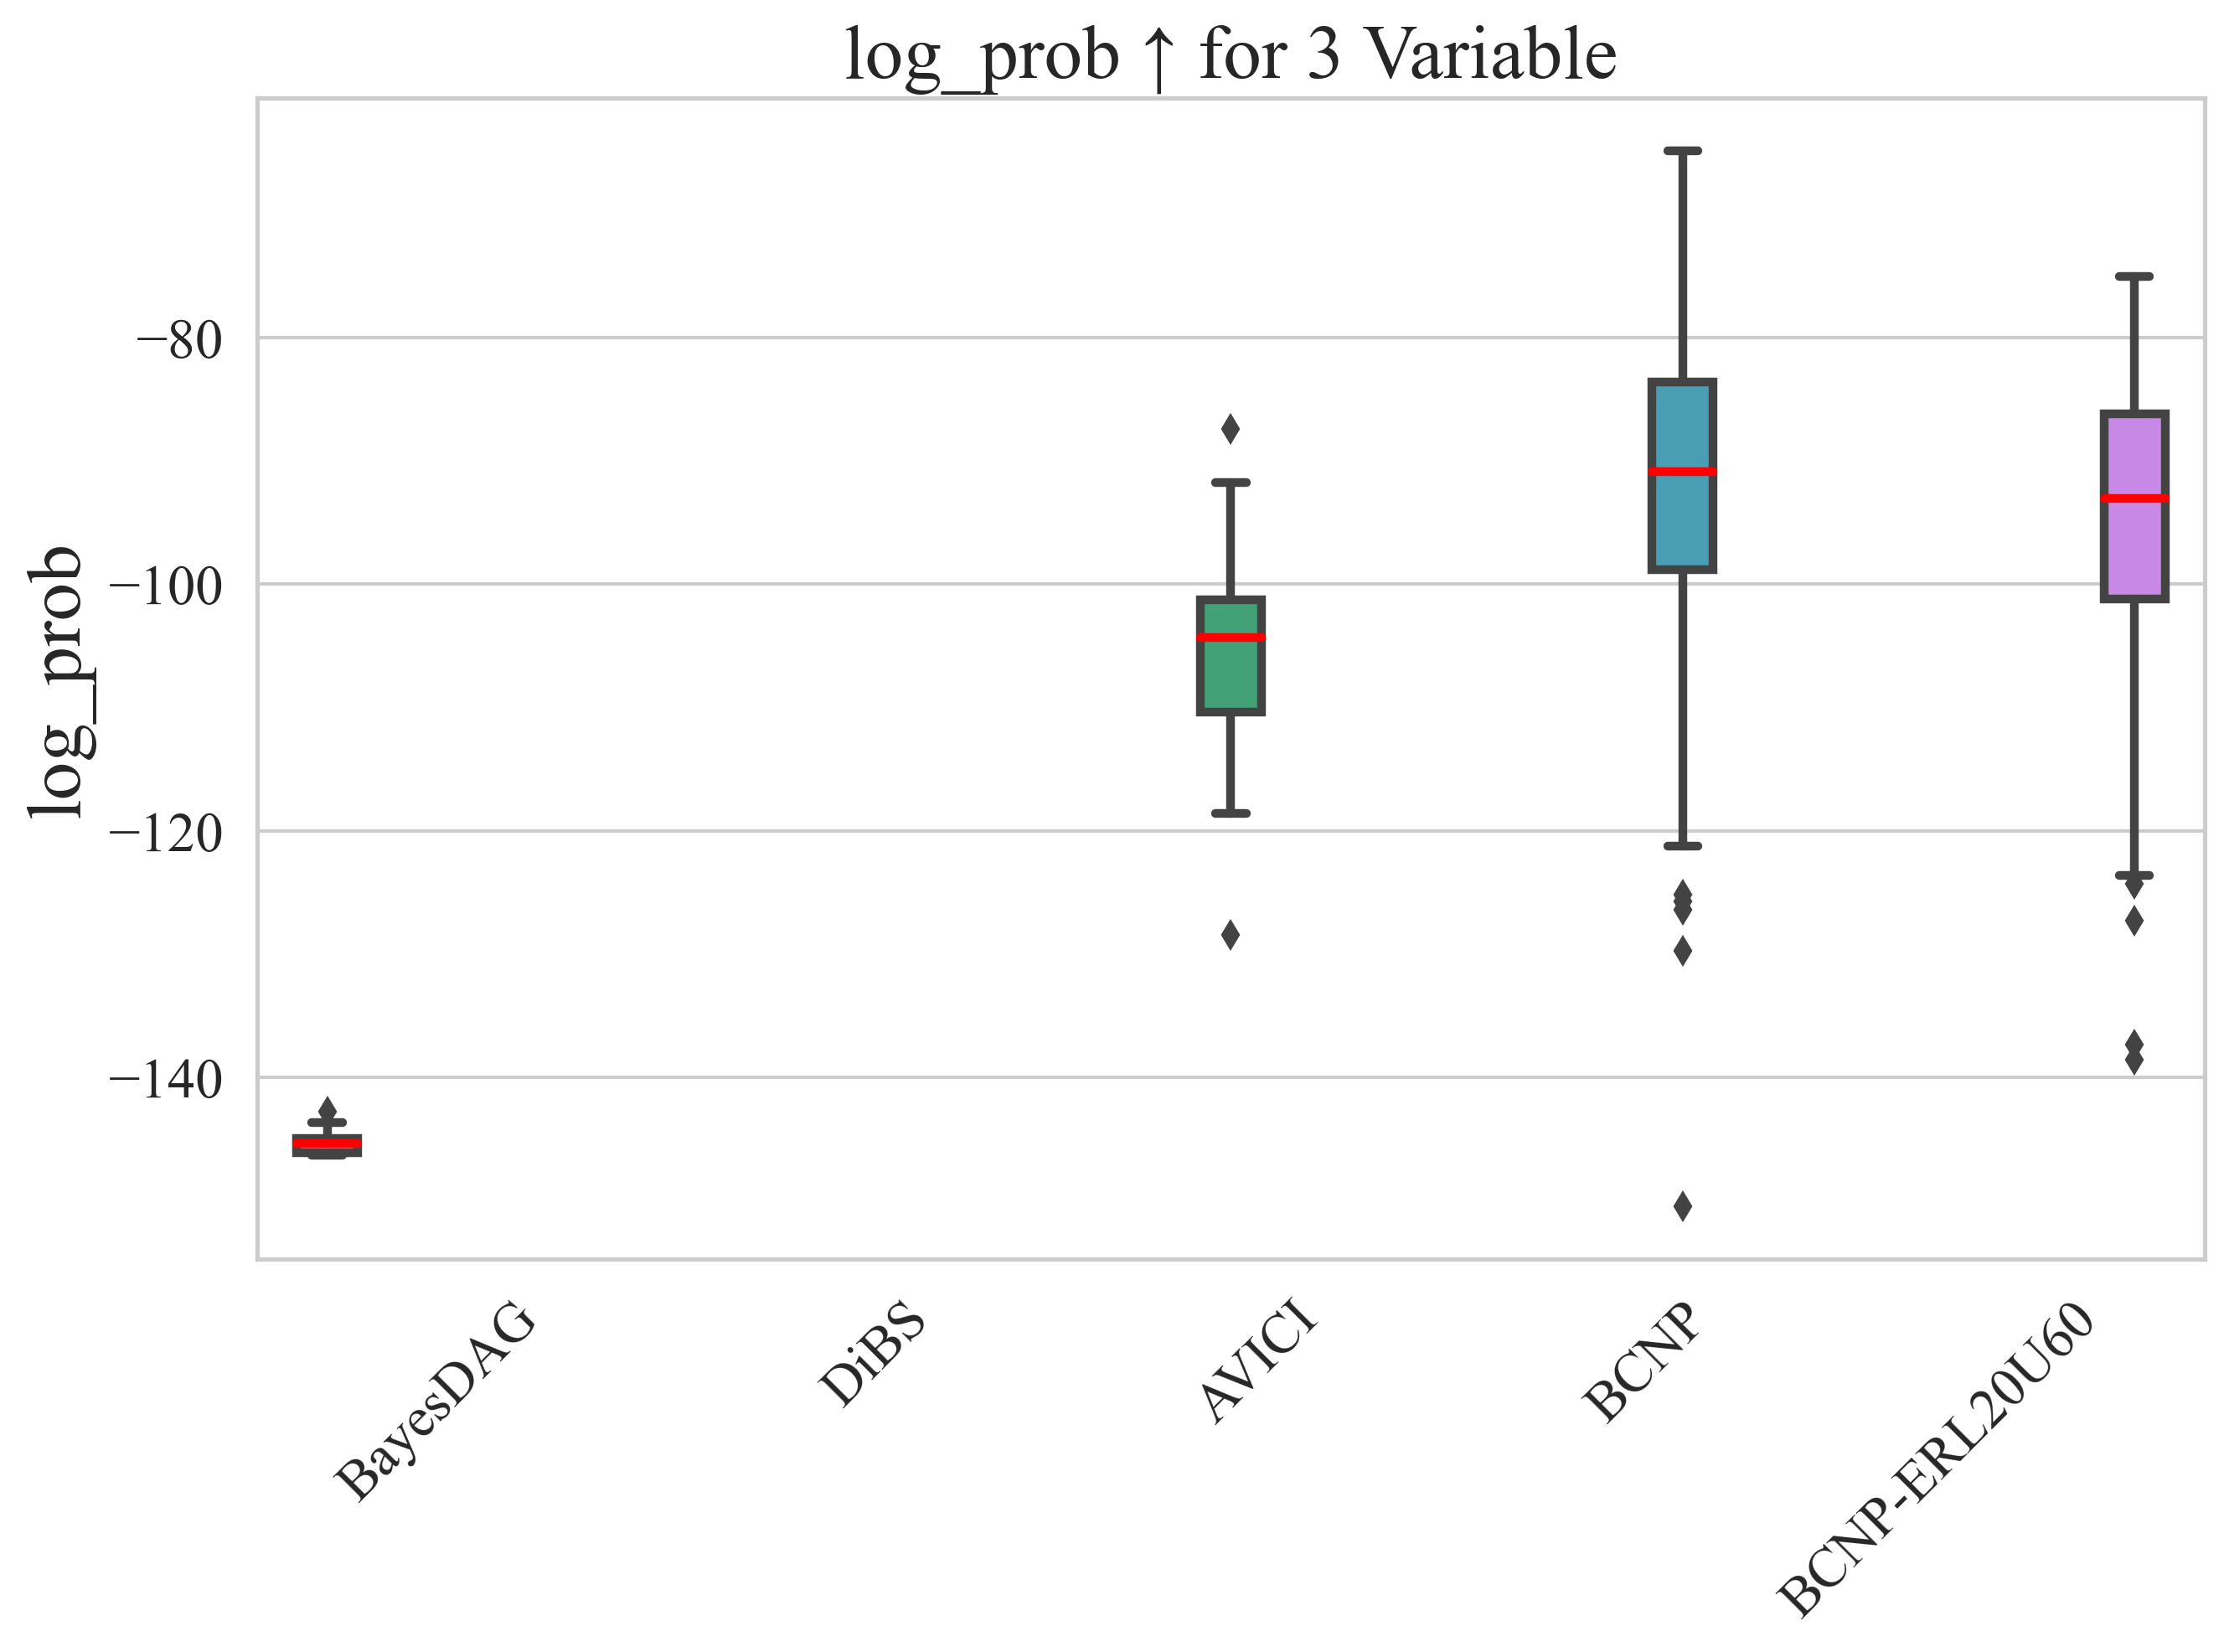 log_prob ↑ for 3 Variable
log_prob
−80
−100
−120
−140
BayesDAG
DiBS
AVICI
BCNP
BCNP-ERL20U60